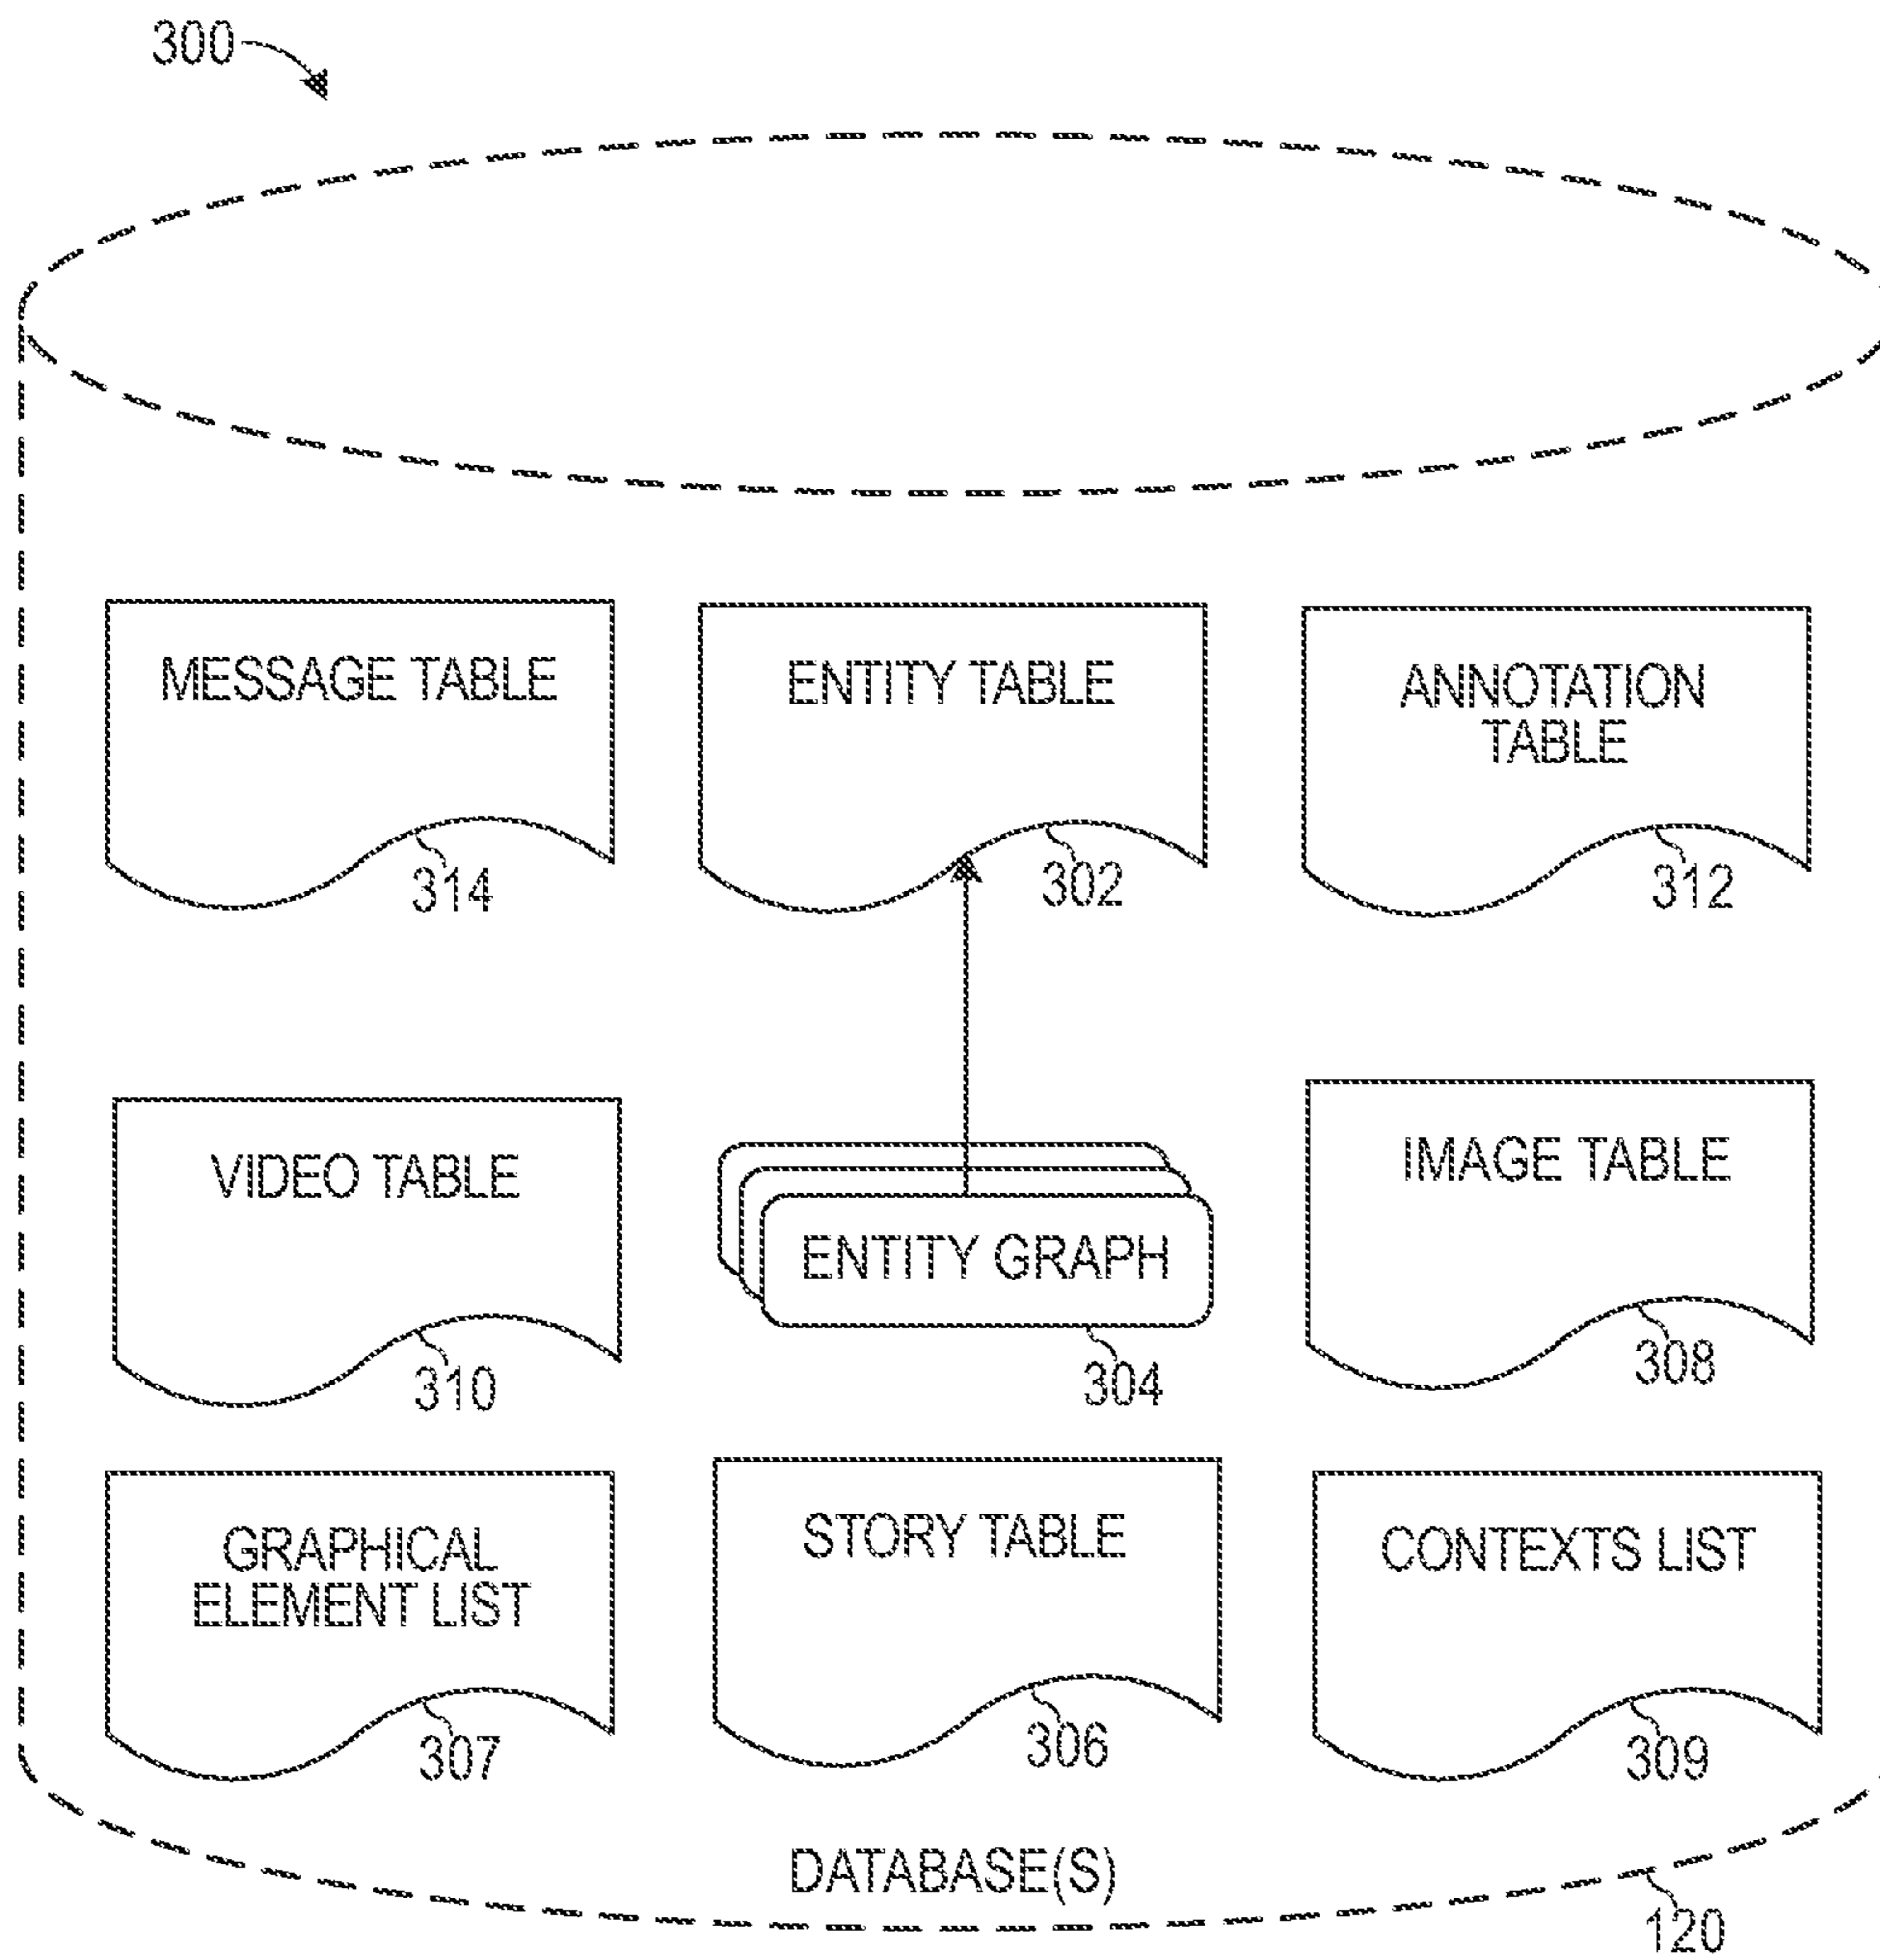 300
MESSAGE TABLE
314
ENTITY TABLE
302
ANNOTATION
TABLE
312
VIDEO TABLE
310
ENTITY GRAPH
304
IMAGE TABLE
308
GRAPHICAL
ELEMENT LIST
307
STORY TABLE
306
CONTEXTS LIST
309
DATABASE(S)
120